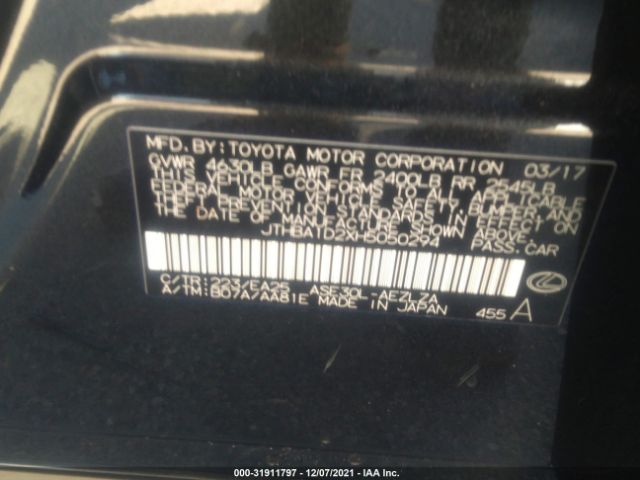 MFD. BY: TOYOTA MOTOR CORPORATION 03/17
GVWR 4630LB GAWR FR 2400LB RR 2545LB
THIS VEHICLE CONFORMS TO ALL APPLICABLE
FEDERAL MOTOR VEHICLE SAFETY, BUMPER, AND
THEFT PREVENTION STANDARDS IN EFFECT ON
THE DATE OF MANUFACTURE SHOWN ABOVE.
JTHBA1D2XH5050294 PASS. CAR
C/TR: 223/EA25 ASE30L-AEZLZA
A/TM: B07A/AA81E MADE IN JAPAN 455 A
000-31911797 - 12/07/2021 - IAA Inc.